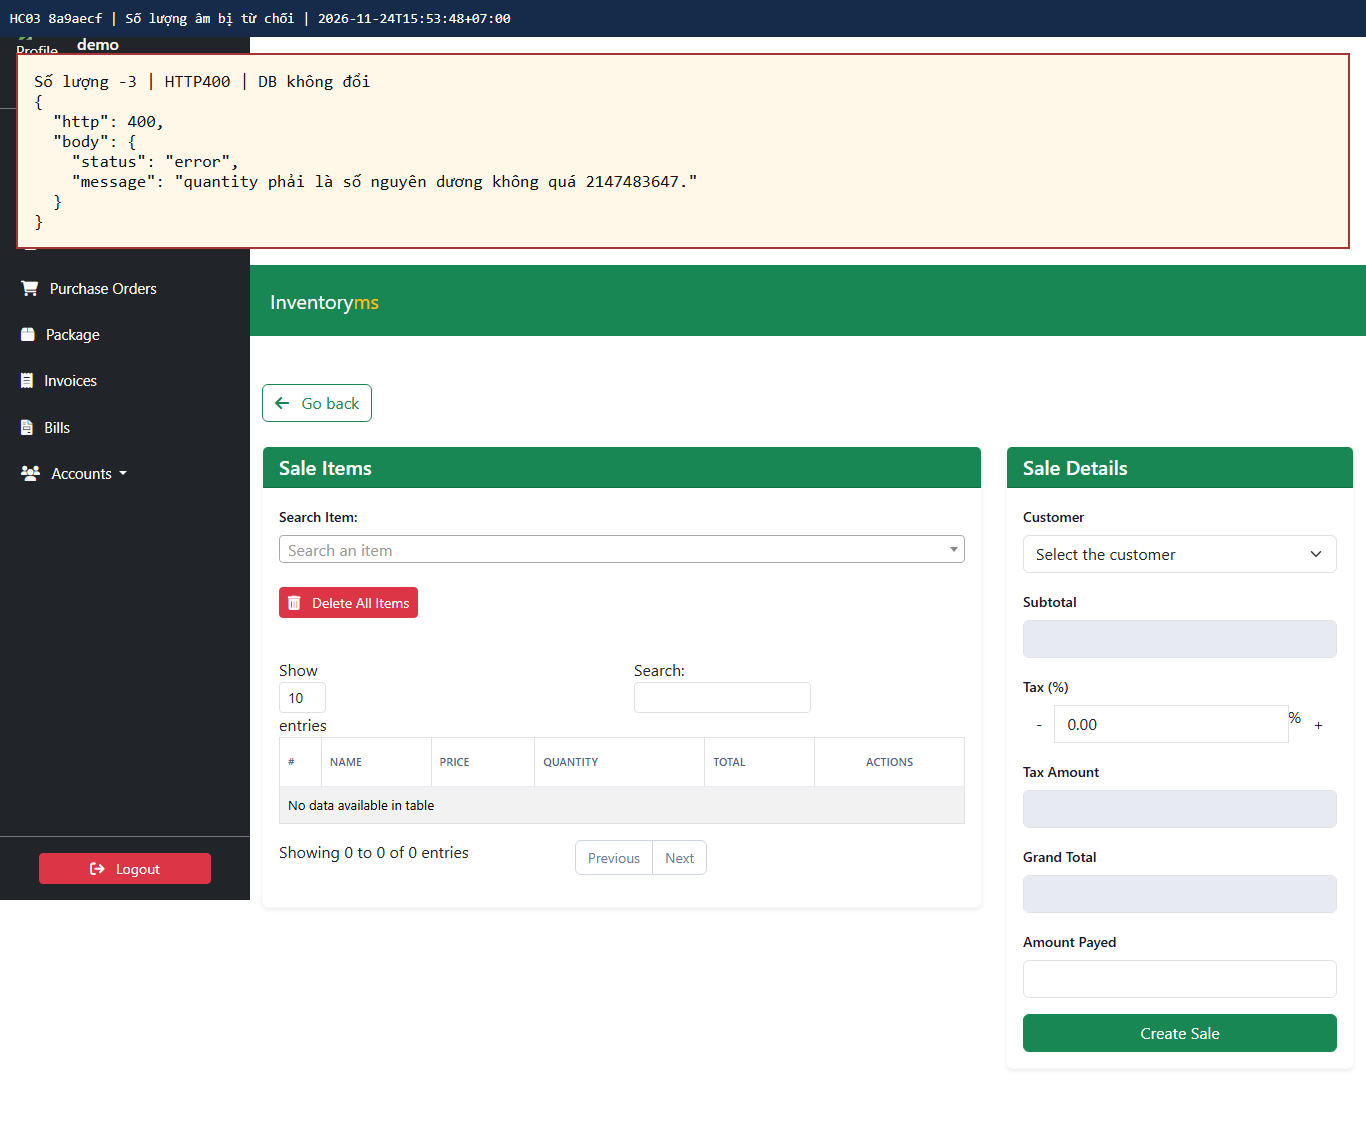 HC03 8a9aecf | Số lượng âm bị từ chối | 2026-11-24T15:53:48+07:00
Profile
demo
Số lượng -3 | HTTP400 | DB không đổi
{
"http": 400,
"body": {
"status": "error",
"message": "quantity phải là số nguyên dương không quá 2147483647."
}
}
Purchase Orders
Package
Invoices
Bills
Accounts
Logout
Inventoryms
Go back
Sale Items
Search Item:
Search an item
Delete All Items
Show
10
entries
Search:
# NAME PRICE QUANTITY TOTAL ACTIONS
No data available in table
Showing 0 to 0 of 0 entries
Previous Next
Sale Details
Customer
Select the customer
Subtotal
Tax (%)
- 0.00 % +
Tax Amount
Grand Total
Amount Payed
Create Sale